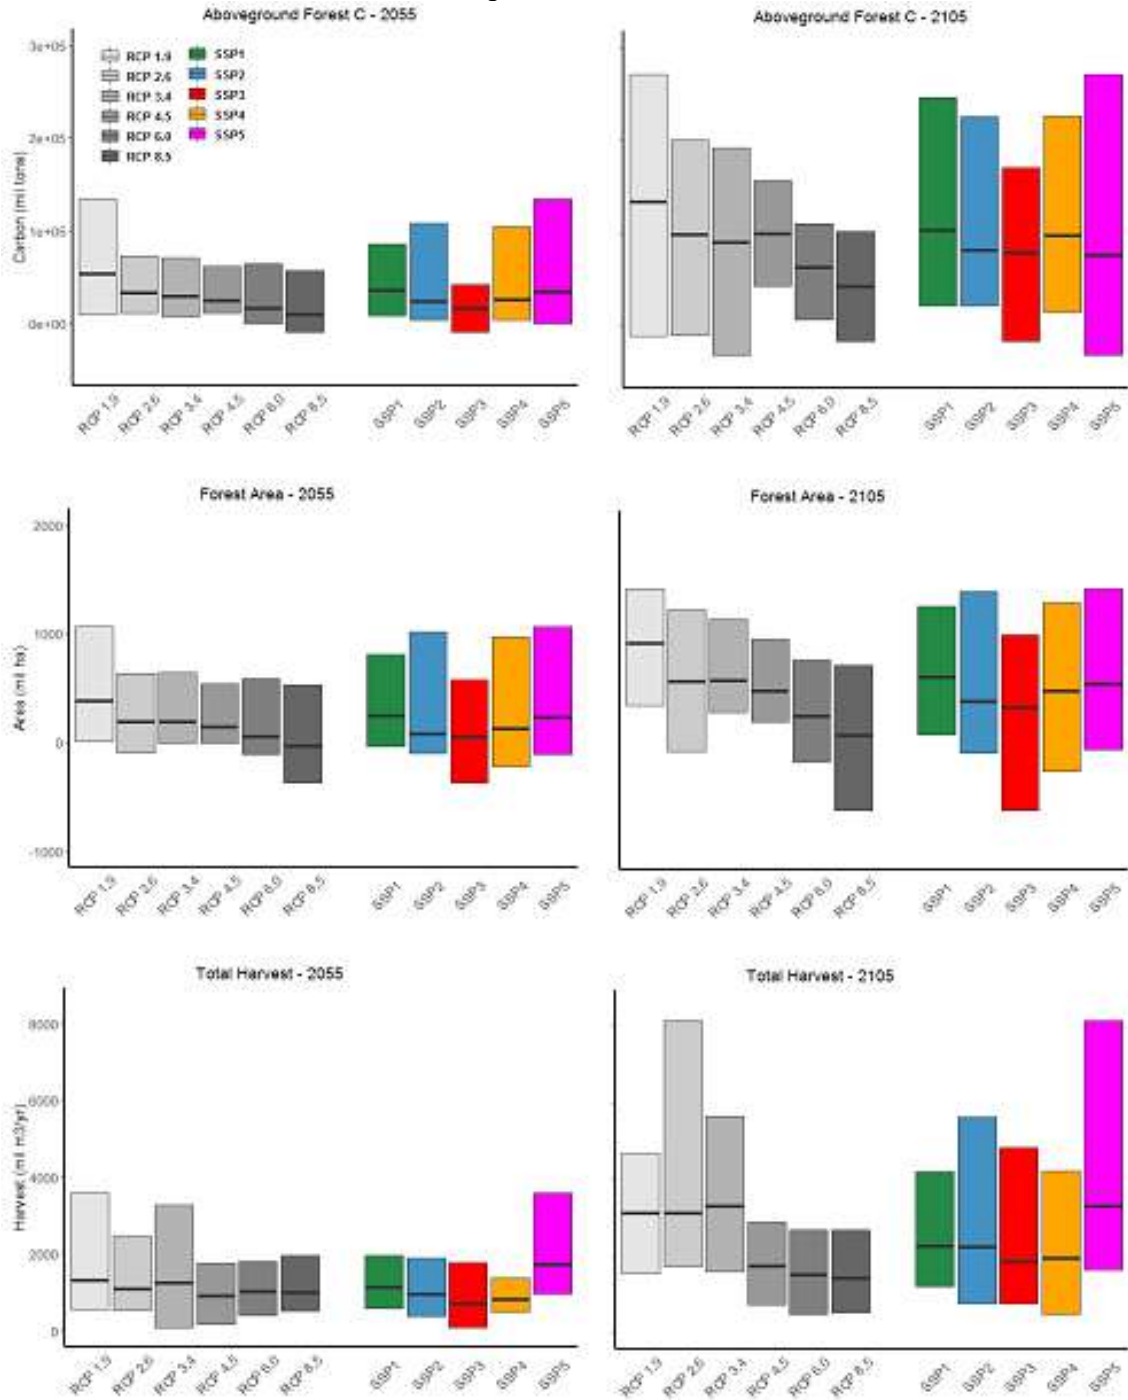 Aboveground Forest C - 2055
Aboveground Forest C - 2105
3e+05
2e+05
1e+05
0e+00
Carbon (mil tons)
RCP 1.9
RCP 2.6
RCP 3.4
RCP 4.5
RCP 6.0
RCP 8.5
SSP1
SSP2
SSP3
SSP4
SSP5
RCP 1.9 RCP 2.6 RCP 3.4 RCP 4.5 RCP 6.0 RCP 8.5 SSP1 SSP2 SSP3 SSP4 SSP5
RCP 1.9 RCP 2.6 RCP 3.4 RCP 4.5 RCP 6.0 RCP 8.5 SSP1 SSP2 SSP3 SSP4 SSP5
Forest Area - 2055
Forest Area - 2105
2000
1000
0
-1000
Area (mil ha)
RCP 1.9 RCP 2.6 RCP 3.4 RCP 4.5 RCP 6.0 RCP 8.5 SSP1 SSP2 SSP3 SSP4 SSP5
RCP 1.9 RCP 2.6 RCP 3.4 RCP 4.5 RCP 6.0 RCP 8.5 SSP1 SSP2 SSP3 SSP4 SSP5
Total Harvest - 2055
Total Harvest - 2105
8000
6000
4000
2000
0
Harvest (mil m3/yr)
RCP 1.9 RCP 2.6 RCP 3.4 RCP 4.5 RCP 6.0 RCP 8.5 SSP1 SSP2 SSP3 SSP4 SSP5
RCP 1.9 RCP 2.6 RCP 3.4 RCP 4.5 RCP 6.0 RCP 8.5 SSP1 SSP2 SSP3 SSP4 SSP5